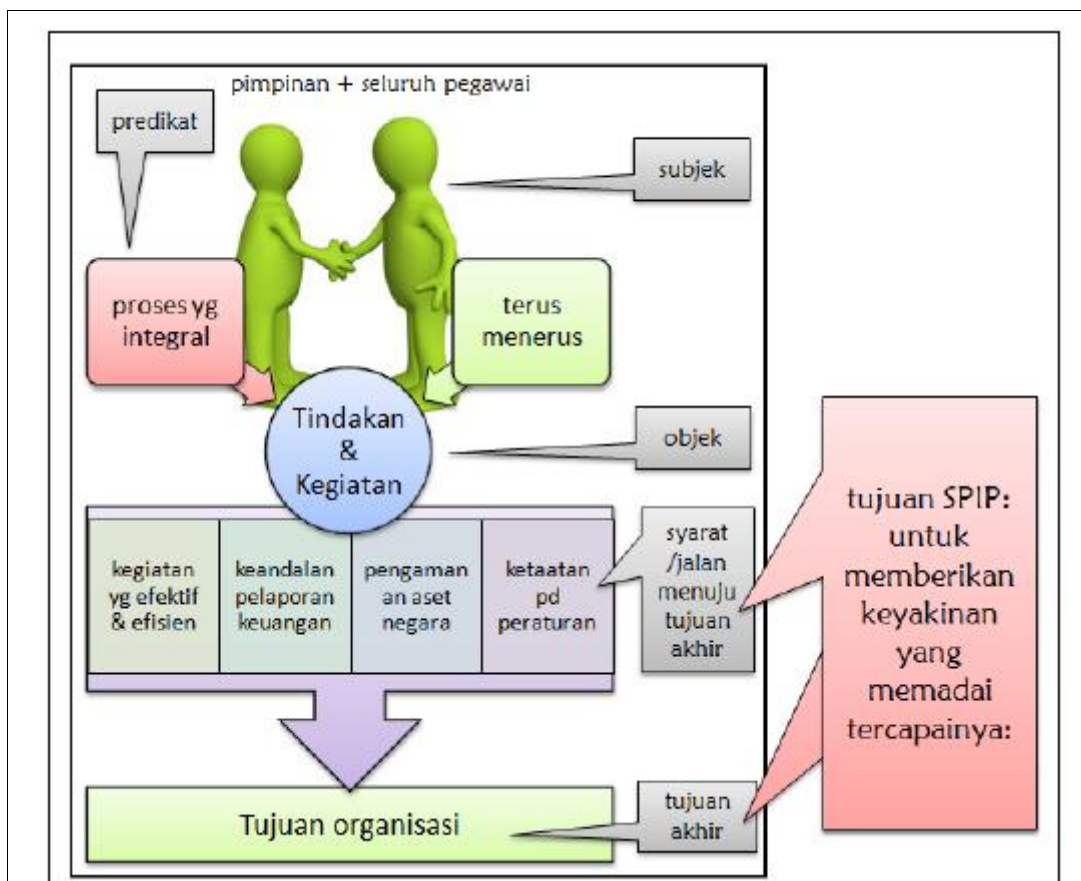 pimpinan + seluruh pegawai
predikat
subjek
proses yg
integral
terus
menerus
Tindakan
&
Kegiatan
objek
kegiatan
yg efektif
& efisien
keandalan
pelaporan
keuangan
pengaman
an aset
negara
ketaatan
pd
peraturan
syarat
/jalan
menuju
tujuan
akhir
tujuan SPIP:
untuk
memberikan
keyakinan
yang
memadai
tercapainya:
Tujuan organisasi
tujuan
akhir